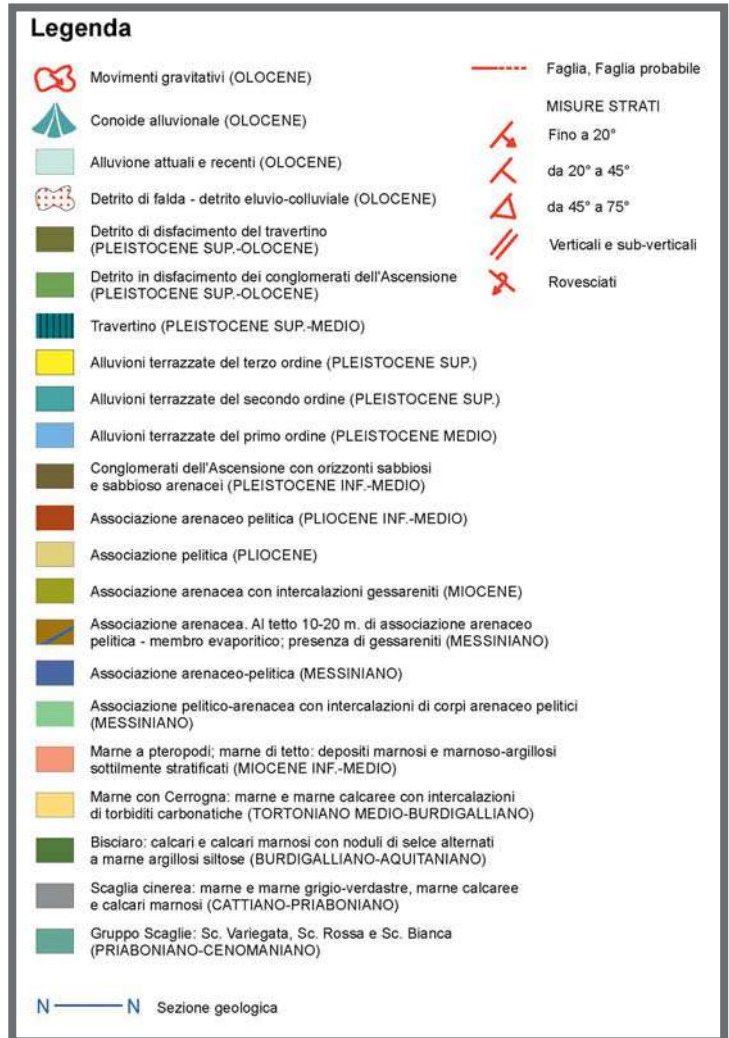 Legenda
Movimenti gravitativi (OLOCENE)
Conoide alluvionale (OLOCENE)
Alluvione attuali e recenti (OLOCENE)
Detrito di falda - detrito eluvio-colluviale (OLOCENE)
Detrito di disfacimento del travertino
(PLEISTOCENE SUP.-OLOCENE)
Detrito in disfacimento dei conglomerati dell'Ascensione
(PLEISTOCENE SUP.-OLOCENE)
Travertino (PLEISTOCENE SUP.-MEDIO)
Alluvioni terrazzate del terzo ordine (PLEISTOCENE SUP.)
Alluvioni terrazzate del secondo ordine (PLEISTOCENE SUP.)
Alluvioni terrazzate del primo ordine (PLEISTOCENE MEDIO)
Conglomerati dell'Ascensione con orizzonti sabbiosi
e sabbioso arenacei (PLEISTOCENE INF.-MEDIO)
Associazione arenaceo pelitica (PLIOCENE INF.-MEDIO)
Associazione pelitica (PLIOCENE)
Associazione arenacea con intercalazioni gessareniti (MIOCENE)
Associazione arenacea. Al tetto 10-20 m. di associazione arenaceo
pelitica - membro evaporitico; presenza di gessareniti (MESSINIANO)
Associazione arenaceo-pelitica (MESSINIANO)
Associazione pelitico-arenacea con intercalazioni di corpi arenaceo pelitici
(MESSINIANO)
Marne a pteropodi; marne di tetto: depositi marnosi e marnoso-argillosi
sottilmente stratificati (MIOCENE INF.-MEDIO)
Marne con Cerrogna: marne e marne calcaree con intercalazioni
di torbiditi carbonatiche (TORTONIANO MEDIO-BURDIGALLIANO)
Bisciaro: calcari e calcari marnosi con noduli di selce alternati
a marne argillosi siltose (BURDIGALLIANO-AQUITANIANO)
Scaglia cinerea: marne e marne grigio-verdastre, marne calcaree
e calcari marnosi (CATTIANO-PRIABONIANO)
Gruppo Scaglie: Sc. Variegata, Sc. Rossa e Sc. Bianca
(PRIABONIANO-CENOMANIANO)
N N Sezione geologica
Faglia, Faglia probabile
MISURE STRATI
Fino a 20°
da 20° a 45°
da 45° a 75°
Verticali e sub-verticali
Rovesciati